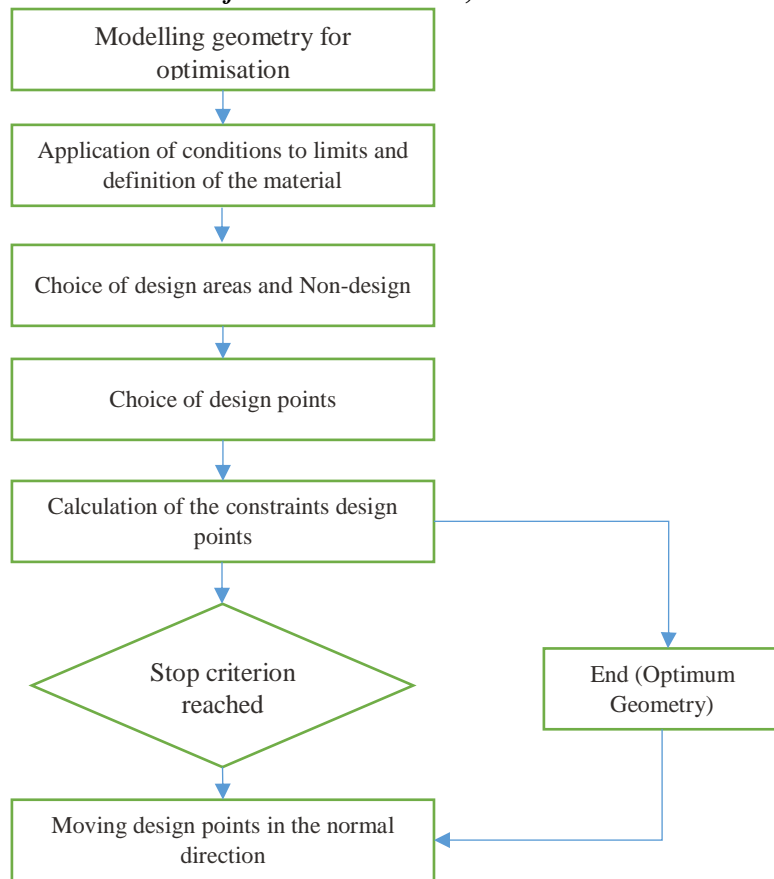 Modelling geometry for
optimisation
Application of conditions to limits and
definition of the material
Choice of design areas and Non-design
Choice of design points
Calculation of the constraints design
points
Stop criterion
reached
End (Optimum
Geometry)
Moving design points in the normal
direction